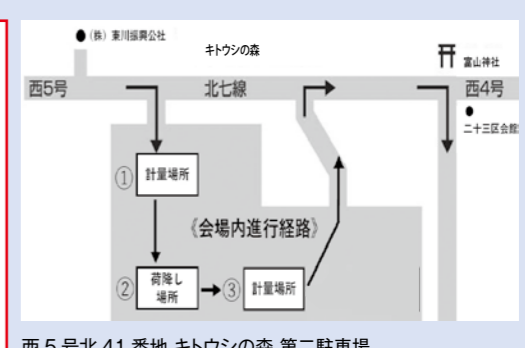 ●(株)東川振興公社
キトウシの森
富山神社
西5号
北七線
西4号
●
二十三区会館
① 計量場所
《会場内進行経路》
② 荷降し
場所
③ 計量場所
西5号北41番地 キトウシの森 第二駐車場